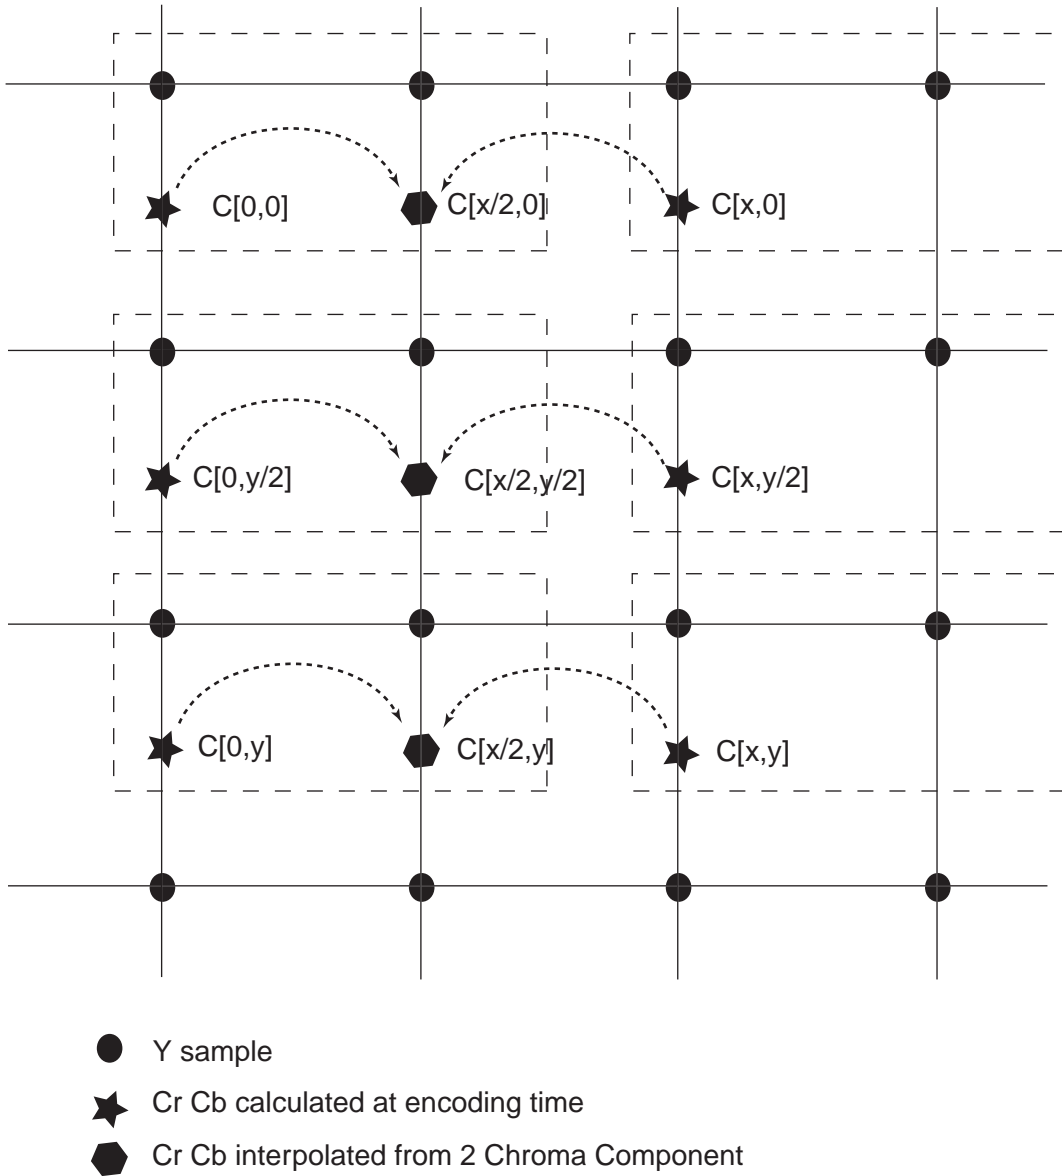 C[0,0]
C[x/2,0]
C[x,0]
C[0,y/2]
C[x/2,y/2]
C[x,y/2]
C[0,y]
C[x/2,y]
C[x,y]
Y sample
Cr Cb calculated at encoding time
Cr Cb interpolated from 2 Chroma Component